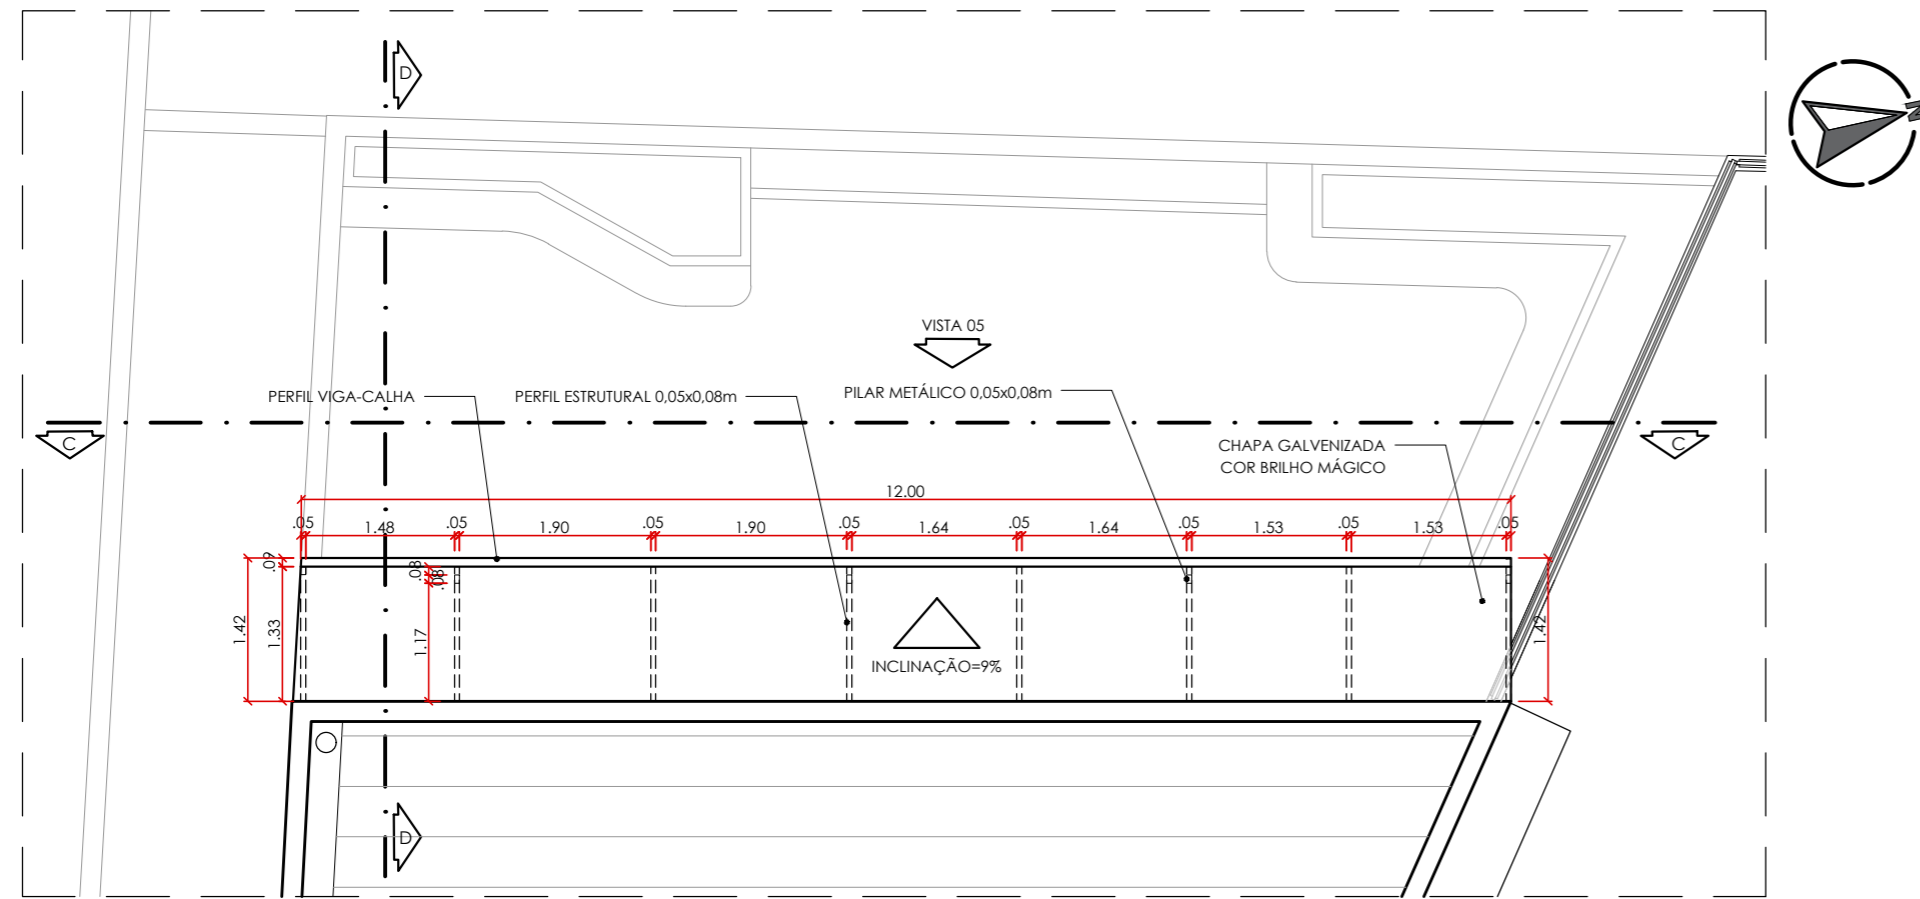 D
N
VISTA 05
PERFIL VIGA-CALHA
PERFIL ESTRUTURAL 0,05x0,08m
PILAR METÁLICO 0,05x0,08m
C
C
CHAPA GALVENIZADA
COR BRILHO MÁGICO
12.00
.05
1.48
.05
1.90
.05
1.90
.05
1.64
.05
1.64
.05
1.53
.05
1.53
.05
.09
.08
.08
1.42
1.33
1.17
1.42
INCLINAÇÃO=9%
D